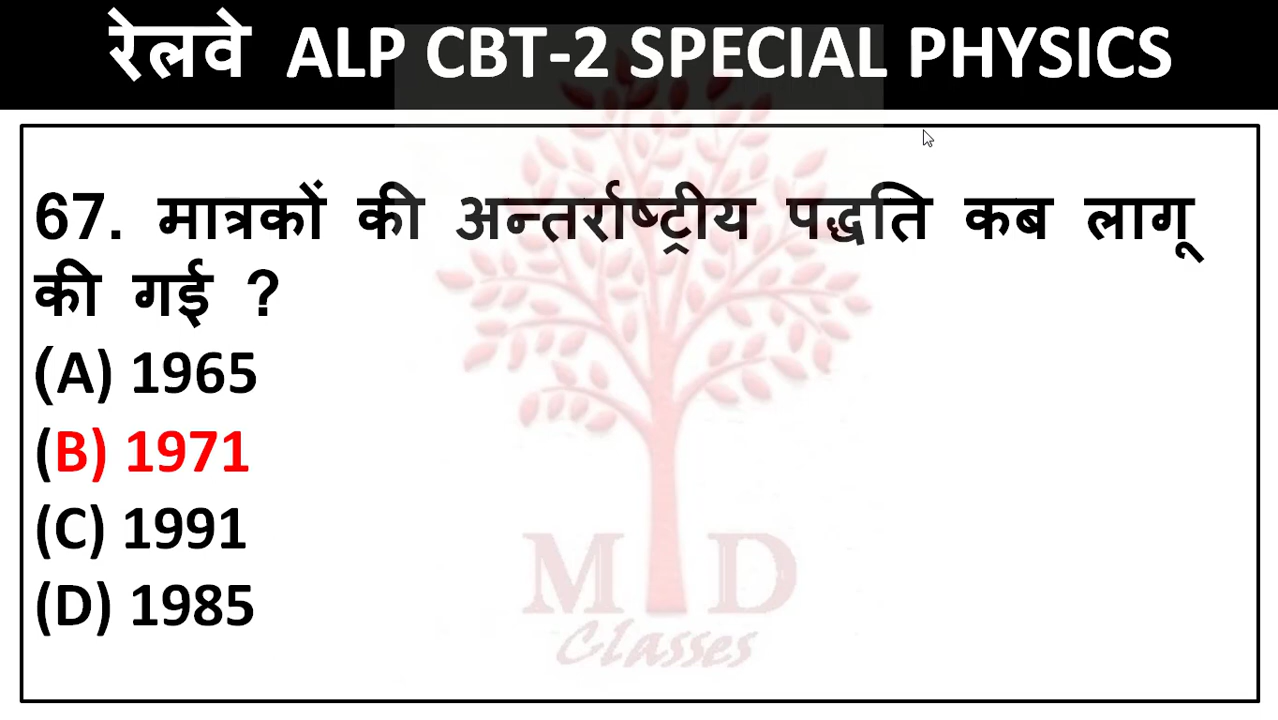 रेलवे ALP CBT-2 SPECIAL PHYSICS
67. मात्रकों की अन्तर्राष्ट्रीय पद्धति कब लागू
की गई ?
(A) 1965
(B) 1971
(C) 1991
(D) 1985
M D
Classes